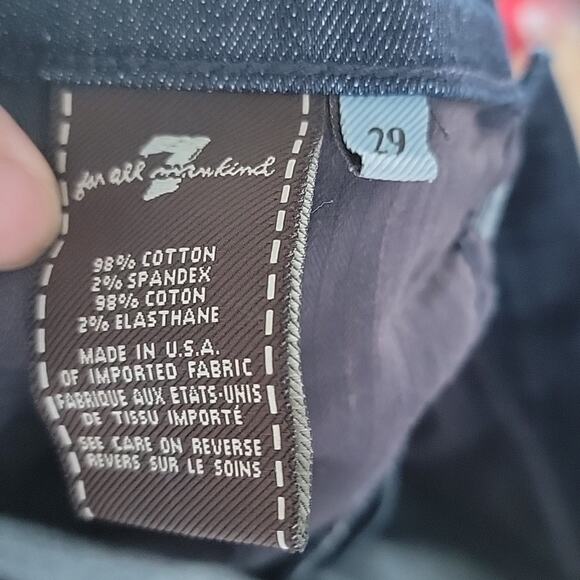 7
for all mankind
29
98% COTTON
2% SPANDEX
98% COTON
2% ELASTHANE
MADE IN U.S.A.
OF IMPORTED FABRIC
FABRIQUE AUX ETATS-UNIS
DE TISSU IMPORTÉ
SEE CARE ON REVERSE
REVERS SUR LE SOINS